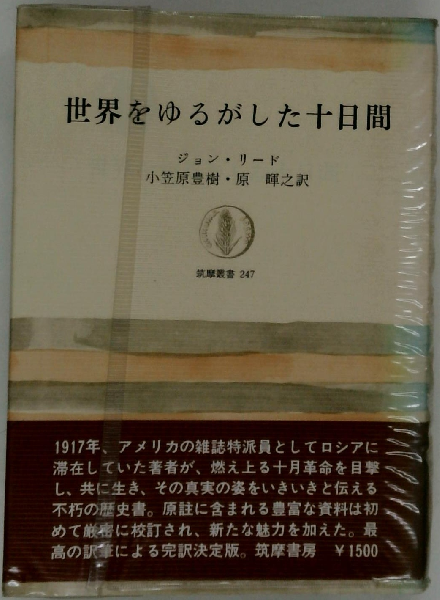 世界をゆるがした十日間
ジョン・リード
小笠原豊樹・原 暉之訳
筑摩叢書 247
1917年、アメリカの雑誌特派員としてロシアに
滞在していた著者が、燃え上る十月革命を目撃
し、共に生き、その真実の姿をいきいきと伝える
不朽の歴史書。原註に含まれる豊富な資料は初
めて厳密に校訂され、新たな魅力を加えた。最
高の訳筆による完訳決定版。筑摩書房 ¥1500